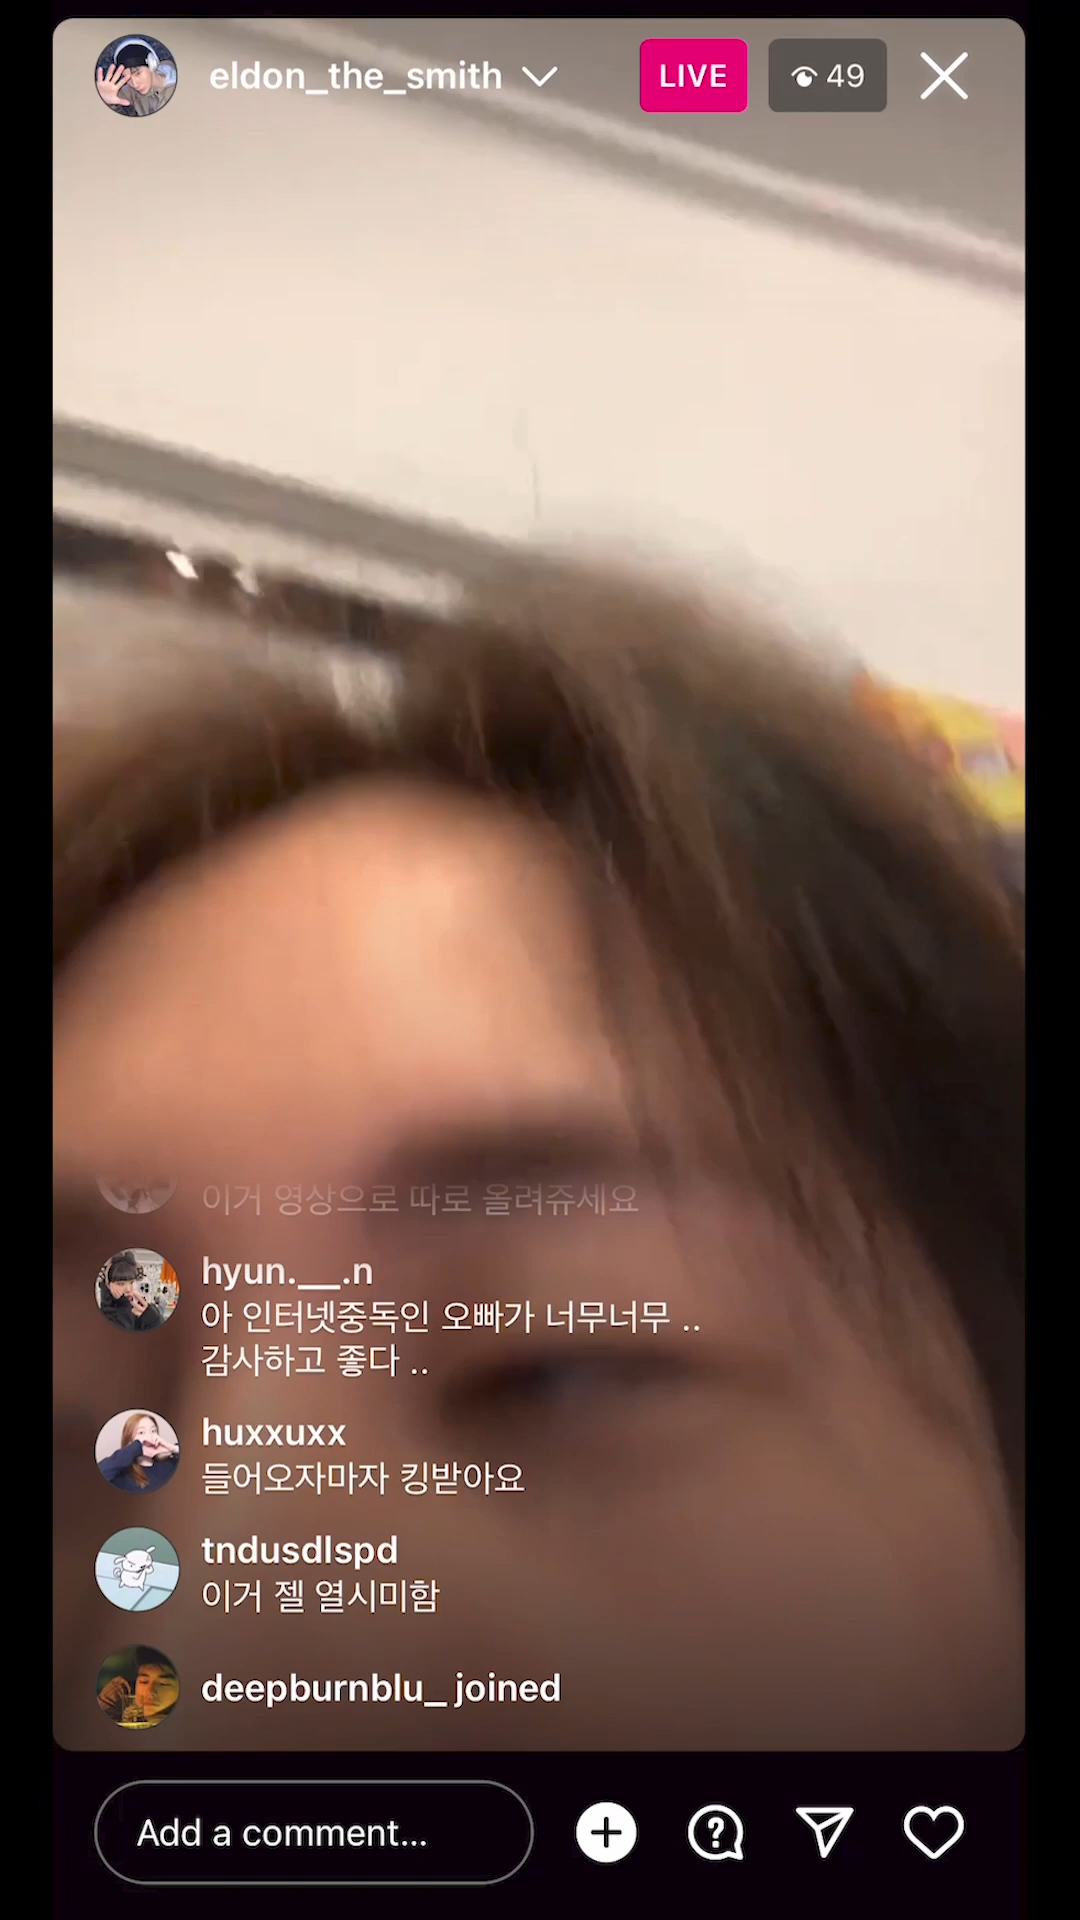 eldon_the_smith
LIVE
49
이거 영상으로 따로 올려쥬세요
hyun.__.n
아 인터넷중독인 오빠가 너무너무 ..
감사하고 좋다 ..
huxxuxx
들어오자마자 킹받아요
tndusdlspd
이거 젤 열시미함
deepburnblu_ joined
Add a comment...